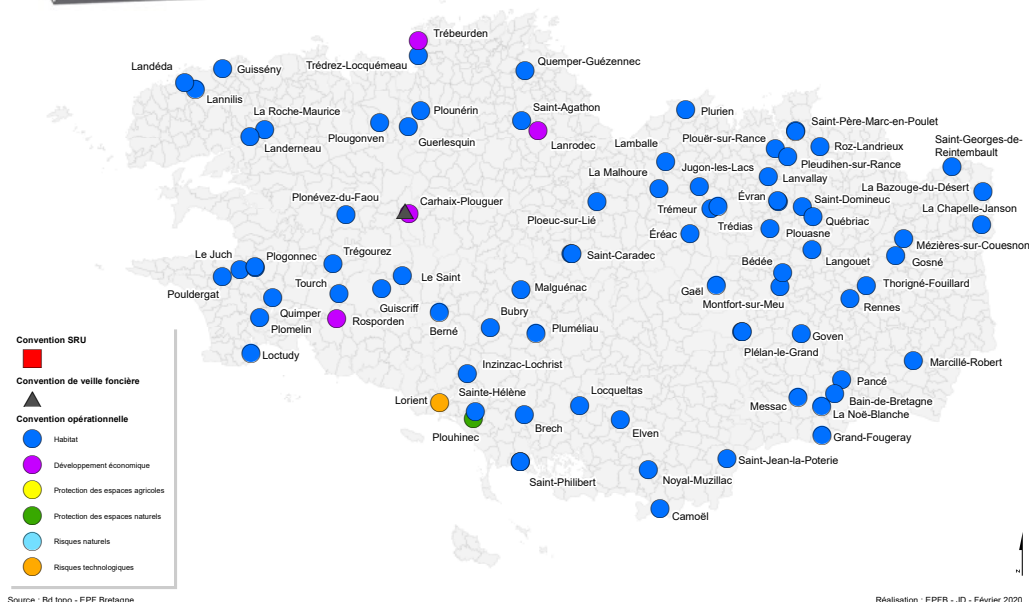 Trébeurden
Landéda
Guissény
Trédrez-Locquémeau
Quemper-Guézennec
Lannilis
La Roche-Maurice
Plounérin
Saint-Agathon
Plurien
Saint-Père-Marc-en-Poulet
Plougonven
Guerlesquin
Lanrodec
Plouër-sur-Rance
Roz-Landrieux
Saint-Georges-de-
Reintembault
Landerneau
Lamballe
Pleudihen-sur-Rance
La Malhoure
Jugon-les-Lacs
Lanvallay
La Bazouge-du-Désert
Plonévez-du-Faou
Carhaix-Plouguer
Évran
Saint-Domineuc
La Chapelle-Janson
Ploeuc-sur-Lié
Trémeur
Trédias
Québriac
Éréac
Plouasne
Mézières-sur-Couesnon
Le Juch
Plogonnec
Trégourez
Saint-Caradec
Langouet
Gosné
Bédée
Le Saint
Pouldergat
Tourch
Malguénac
Gaël
Thorigné-Fouillard
Guiscriff
Montfort-sur-Meu
Rennes
Quimper
Bubry
Plomelin
Rosporden
Berné
Pluméliau
Goven
Convention SRU
Plélan-le-Grand
Loctudy
Marcillé-Robert
Inzinzac-Lochrist
Convention de veille foncière
Pancé
Sainte-Hélène
Locqueltas
Lorient
Messac
Bain-de-Bretagne
La Noë-Blanche
Convention opérationnelle
Brech
Elven
Plouhinec
Grand-Fougeray
Habitat
Saint-Jean-la-Poterie
Développement économique
Saint-Philibert
Noyal-Muzillac
Protection des espaces agricoles
Camoël
Protection des espaces naturels
Risques naturels
Risques technologiques
N
Source : Bd topo - EPF Bretagne
Réalisation : EPFB - JD - Février 2020